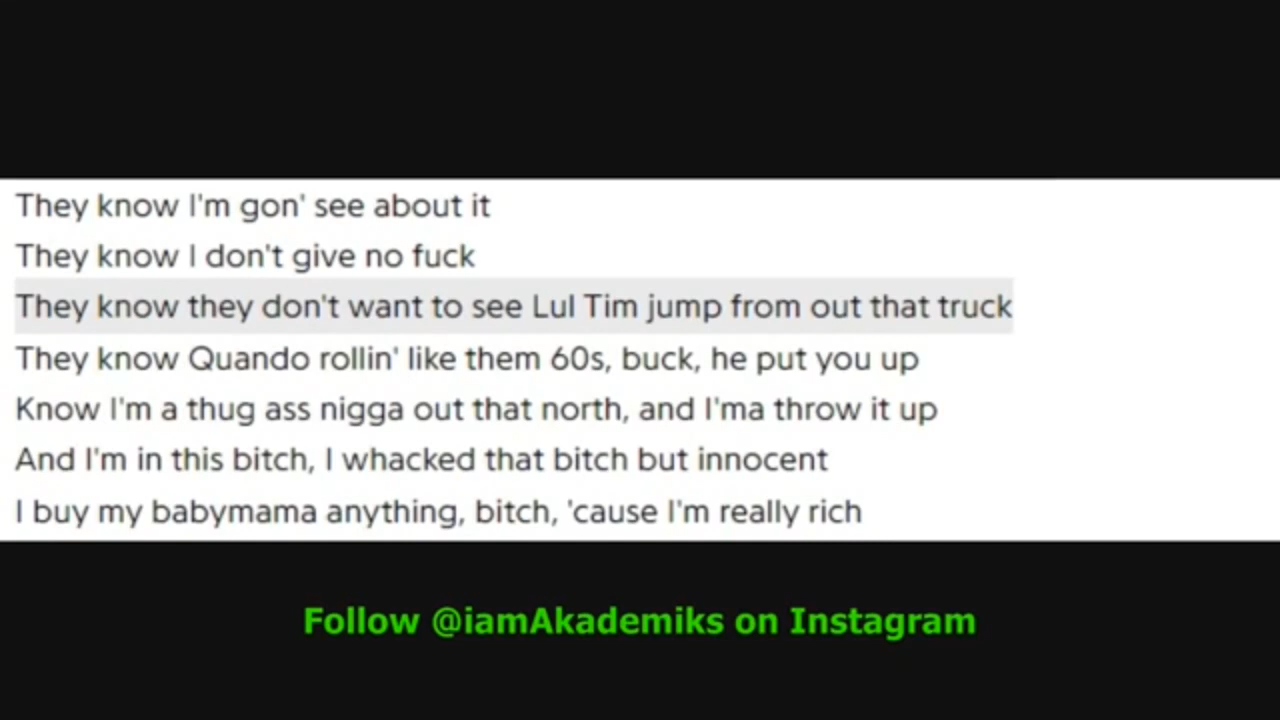 They know I'm gon' see about it
They know I don't give no fuck
They know they don't want to see Lul Tim jump from out that truck
They know Quando rollin' like them 60s, buck, he put you up
Know I'm a thug ass nigga out that north, and I'ma throw it up
And I'm in this bitch, I whacked that bitch but innocent
I buy my babymama anything, bitch, 'cause I'm really rich
Follow @iamAkademiks on Instagram